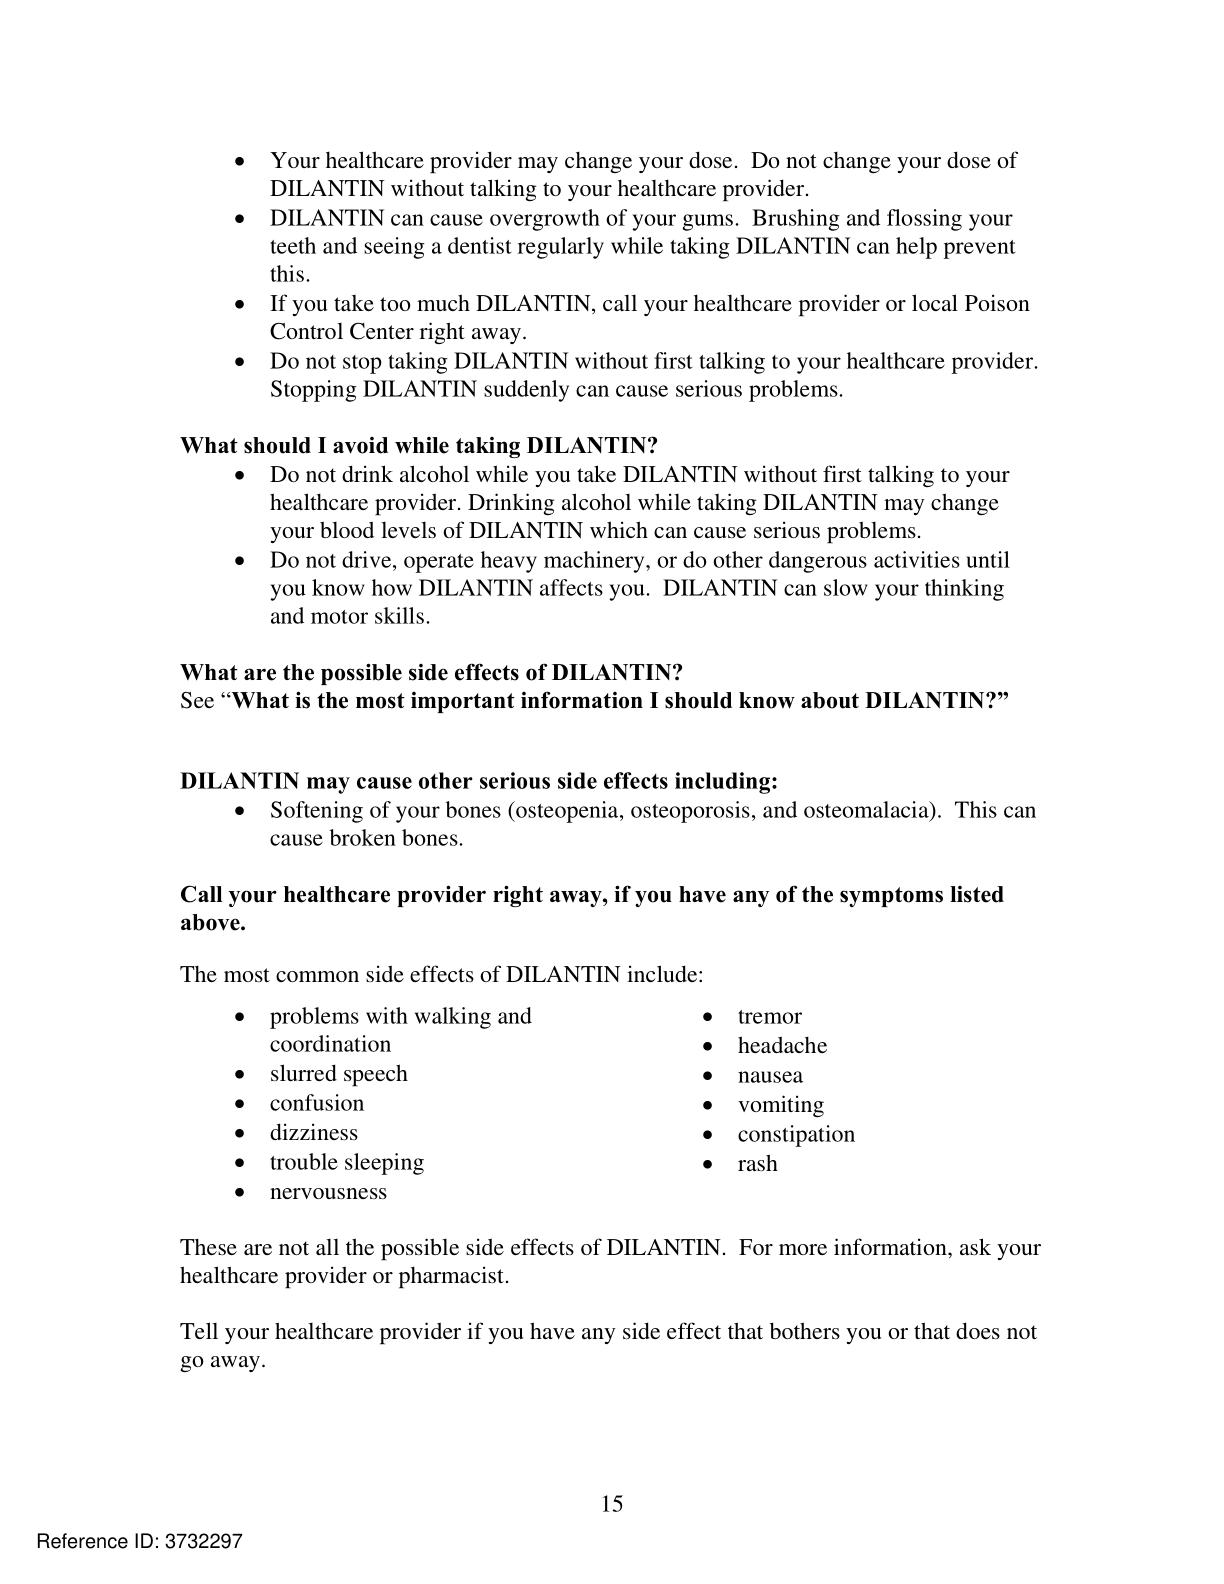 • Your healthcare provider may change your dose.  Do not change your dose of
DILANTIN without talking to your healthcare provider.
• DILANTIN can cause overgrowth of your gums.  Brushing and flossing your
teeth and seeing a dentist regularly while taking DILANTIN can help prevent
this.
• If you take too much DILANTIN, call your healthcare provider or local Poison
Control Center right away.
• Do not stop taking DILANTIN without first talking to your healthcare provider.
Stopping DILANTIN suddenly can cause serious problems.
What should I avoid while taking DILANTIN?
• Do not drink alcohol while you take DILANTIN without first talking to your
healthcare provider. Drinking alcohol while taking DILANTIN may change
your blood levels of DILANTIN which can cause serious problems.
• Do not drive, operate heavy machinery, or do other dangerous activities until
you know how DILANTIN affects you.  DILANTIN can slow your thinking
and motor skills.
What are the possible side effects of DILANTIN?
See “What is the most important information I should know about DILANTIN?”
DILANTIN may cause other serious side effects including:
• Softening of your bones (osteopenia, osteoporosis, and osteomalacia).  This can
cause broken bones.
Call your healthcare provider right away, if you have any of the symptoms listed
above.
The most common side effects of DILANTIN include:
• problems with walking and
coordination
• slurred speech
• confusion
• dizziness
• trouble sleeping
• nervousness
• tremor
• headache
• nausea
• vomiting
• constipation
• rash
These are not all the possible side effects of DILANTIN.  For more information, ask your
healthcare provider or pharmacist.
Tell your healthcare provider if you have any side effect that bothers you or that does not
go away.
15
Reference ID: 3732297